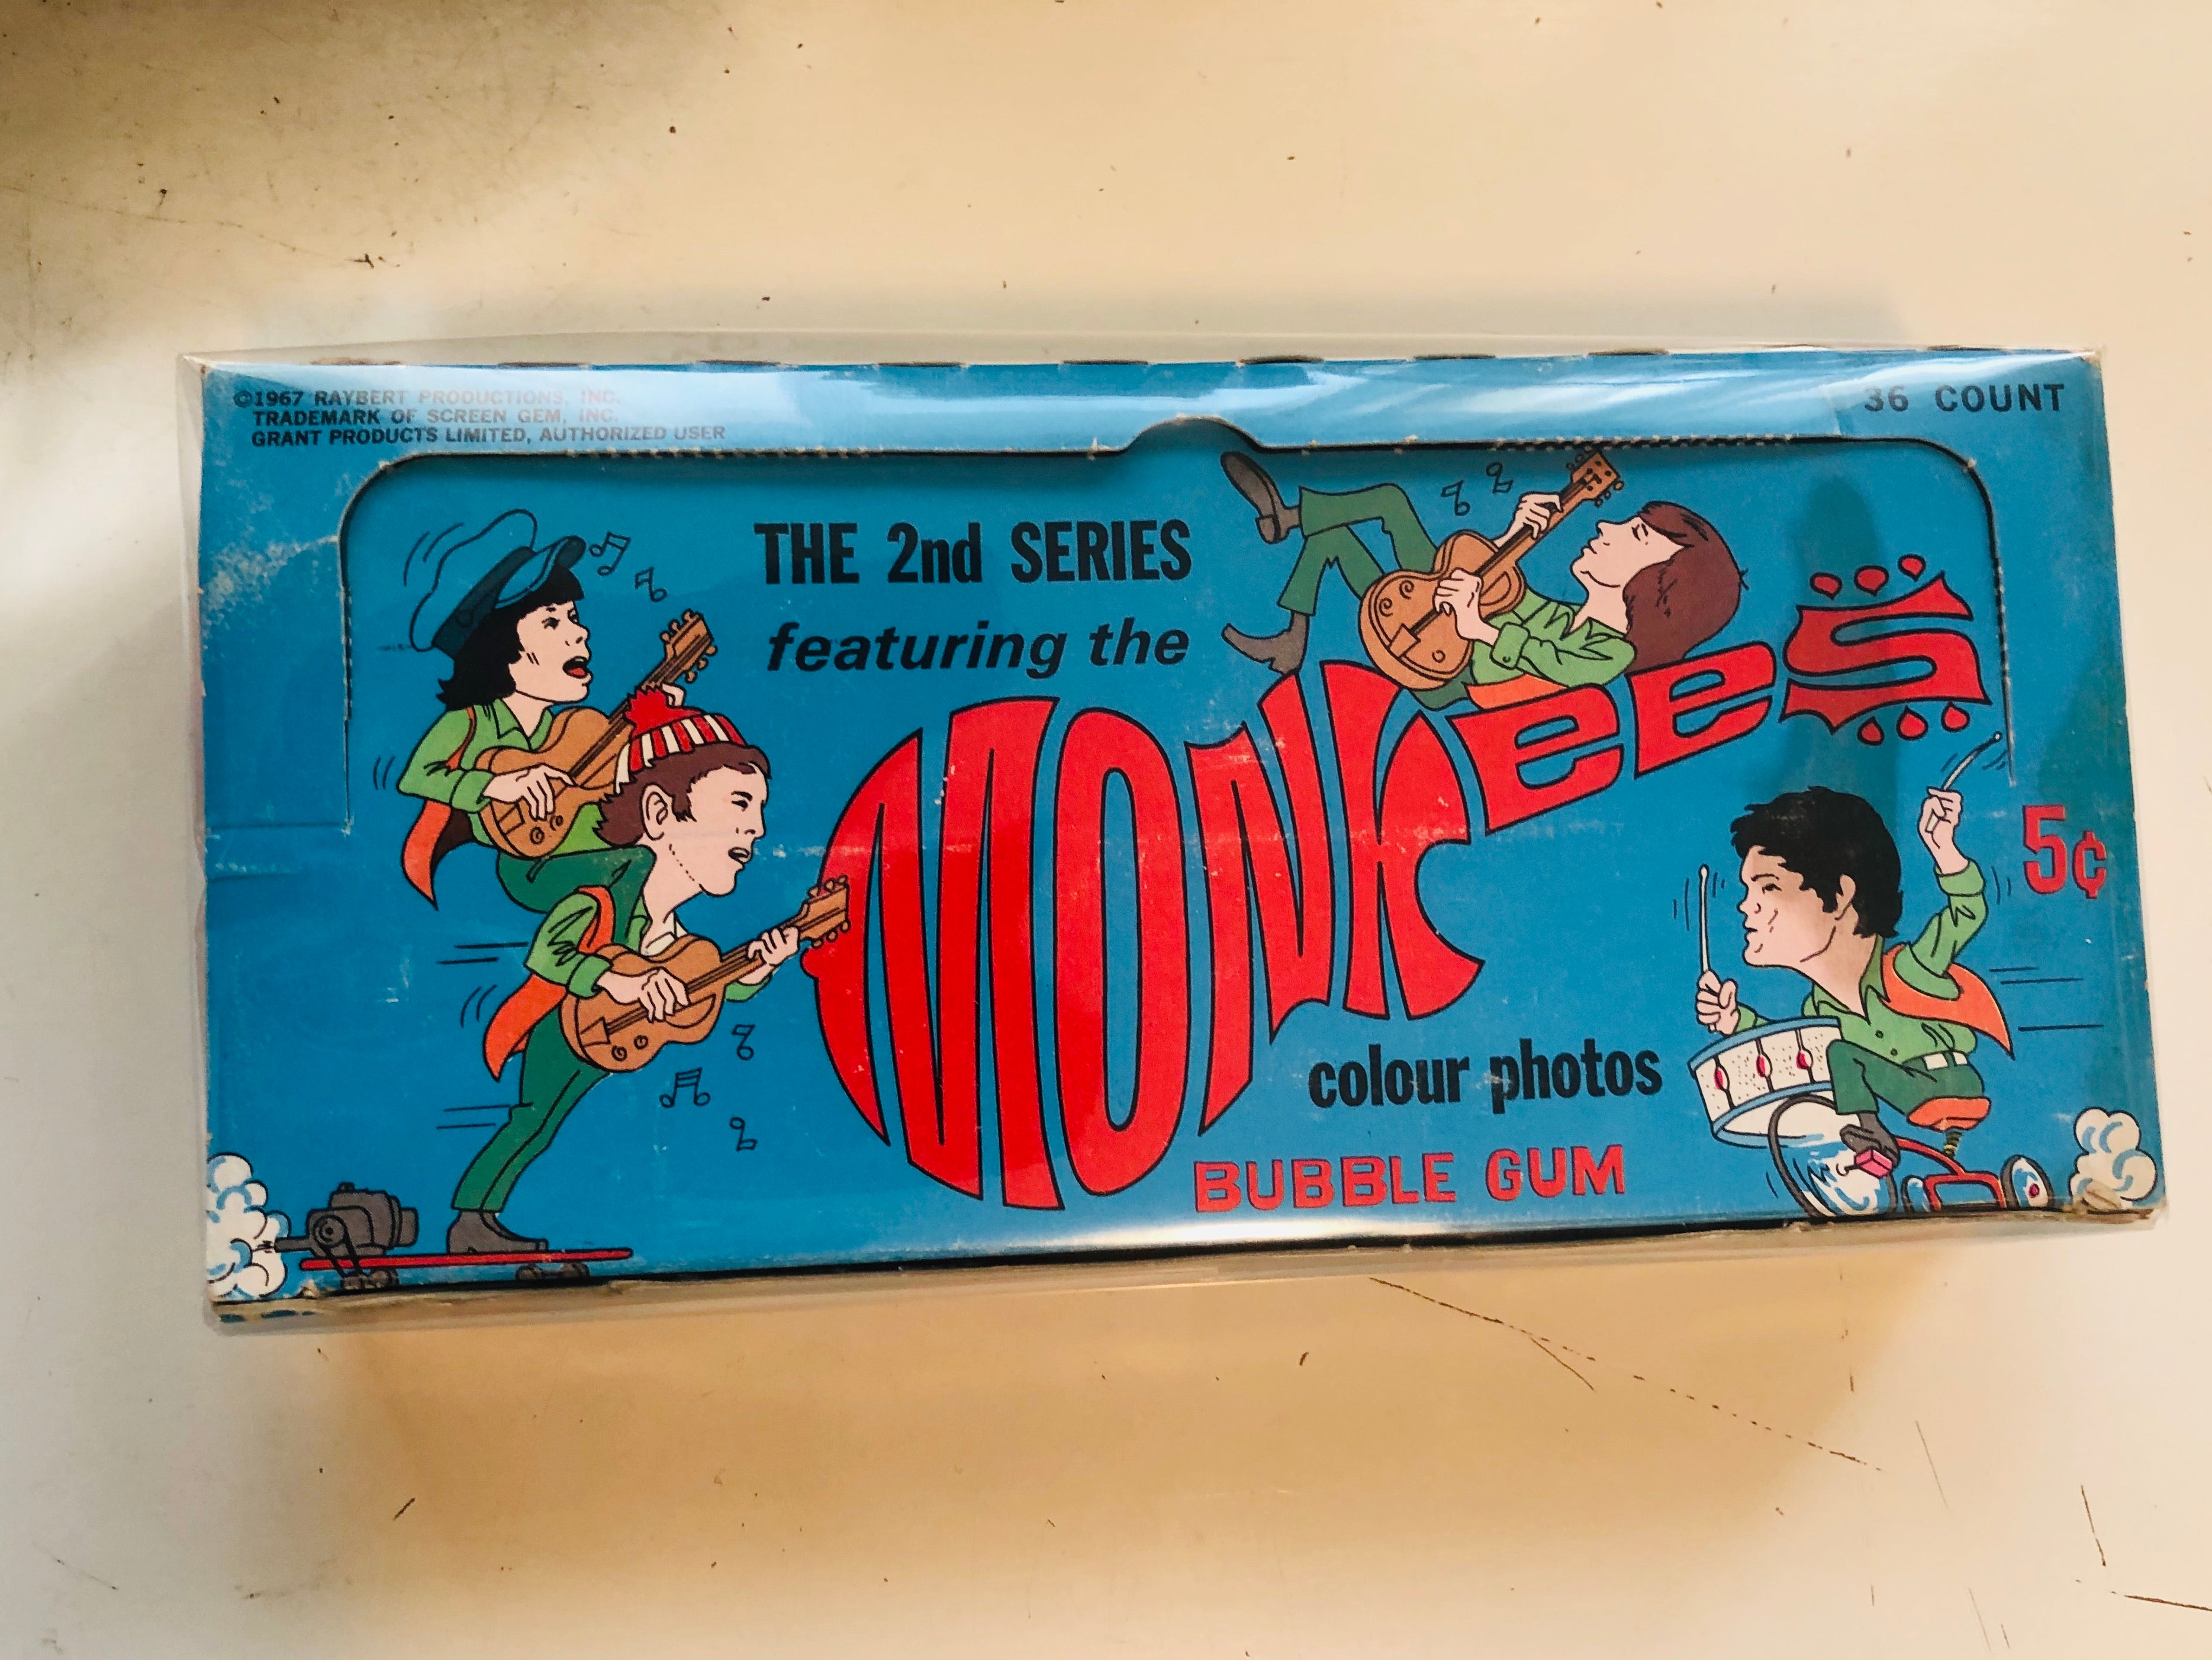 ©1967 RAYBERT PRODUCTIONS, INC.
TRADEMARK OF SCREEN GEM, INC.
GRANT PRODUCTS LIMITED, AUTHORIZED USER
36 COUNT
THE 2nd SERIES
featuring the
MONKEES
5¢
colour photos
BUBBLE GUM